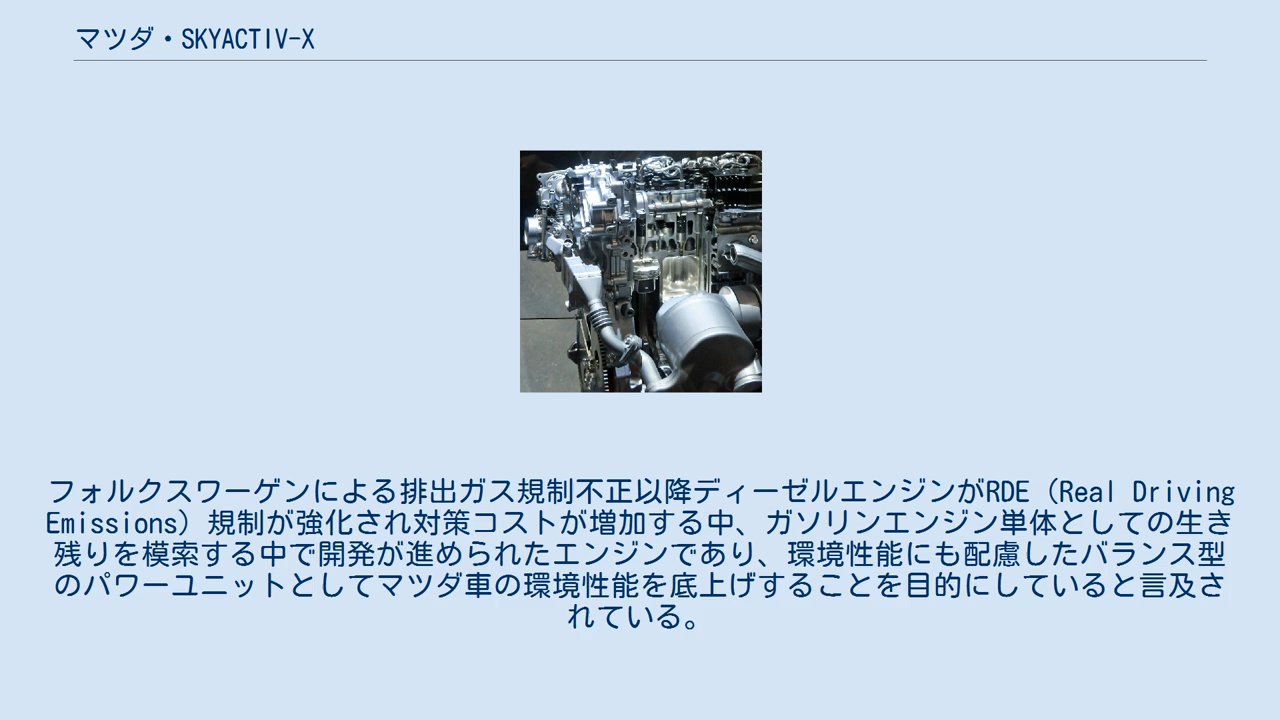 マツダ・SKYACTIV-X
フォルクスワーゲンによる排出ガス規制不正以降ディーゼルエンジンがRDE（Real Driving
Emissions）規制が強化され対策コストが増加する中、ガソリンエンジン単体としての生き
残りを模索する中で開発が進められたエンジンであり、環境性能にも配慮したバランス型
のパワーユニットとしてマツダ車の環境性能を底上げすることを目的にしていると言及さ
れている。